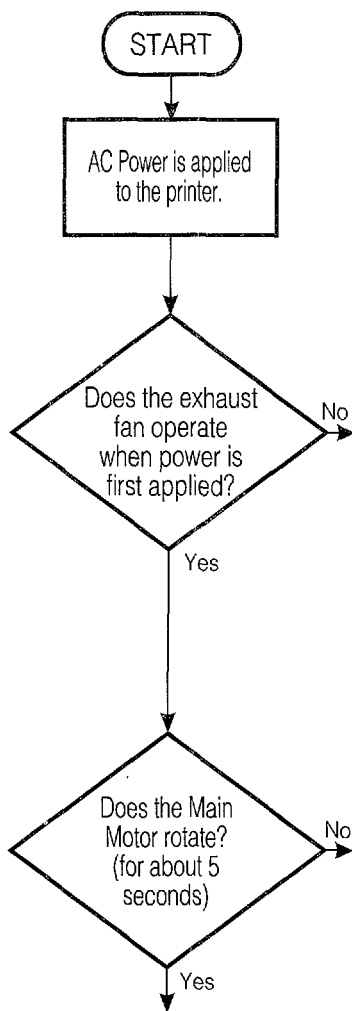 START
AC Power is applied
to the printer.
Does the exhaust
fan operate
when power is
first applied?
No
Yes
Does the Main
Motor rotate?
(for about 5
seconds)
No
Yes